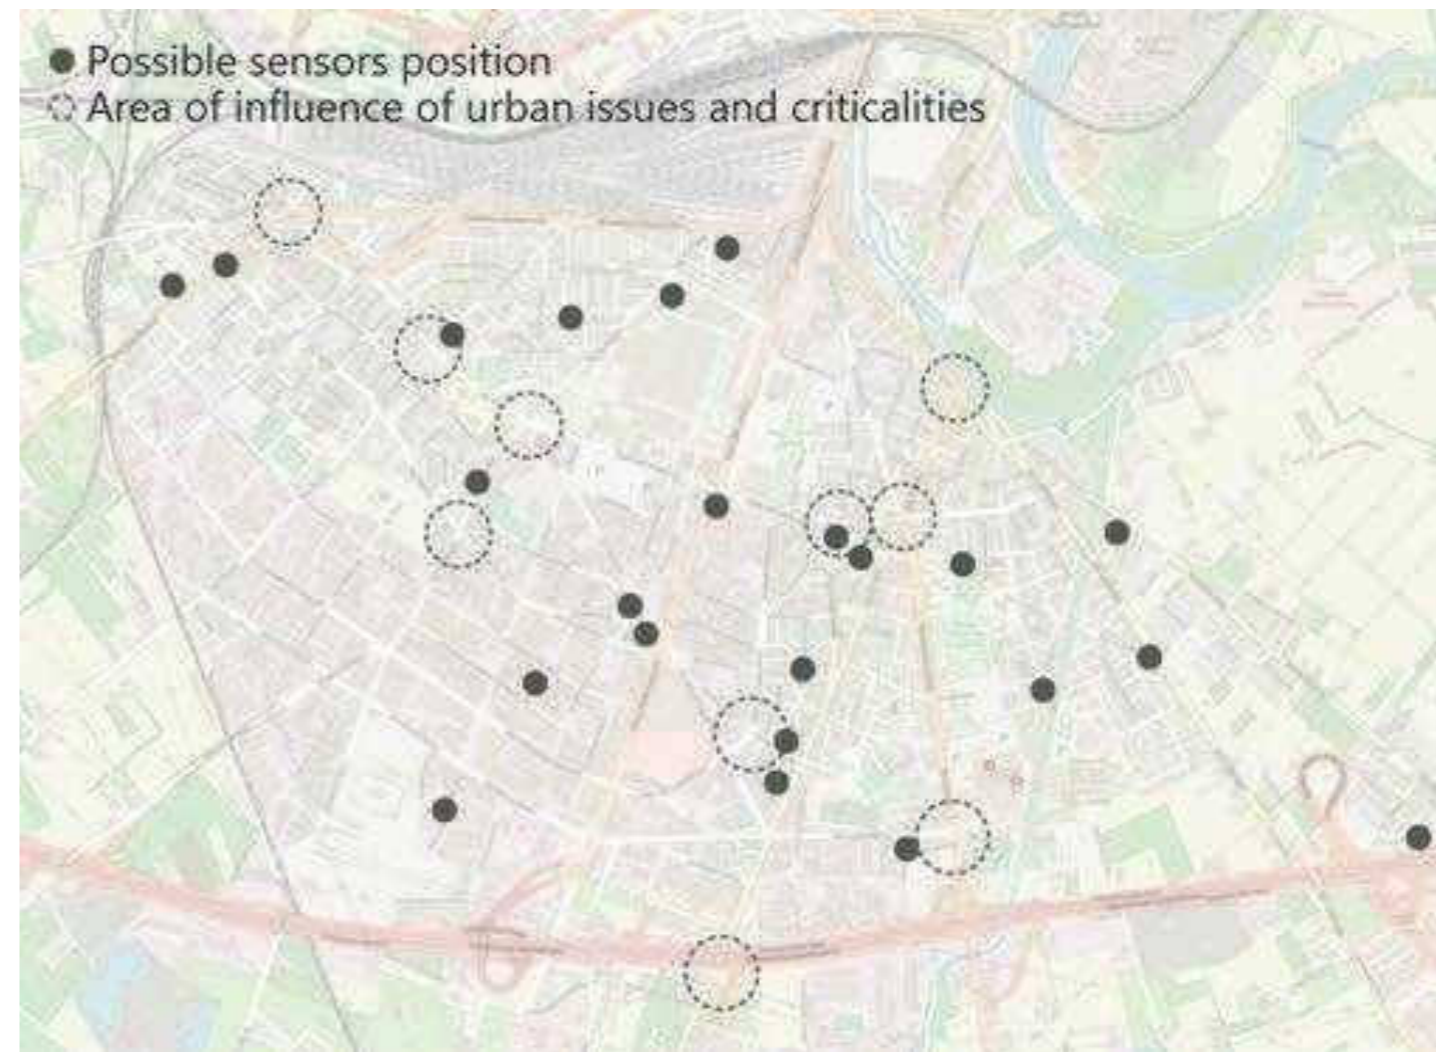 Possible sensors position
Area of influence of urban issues and criticalities